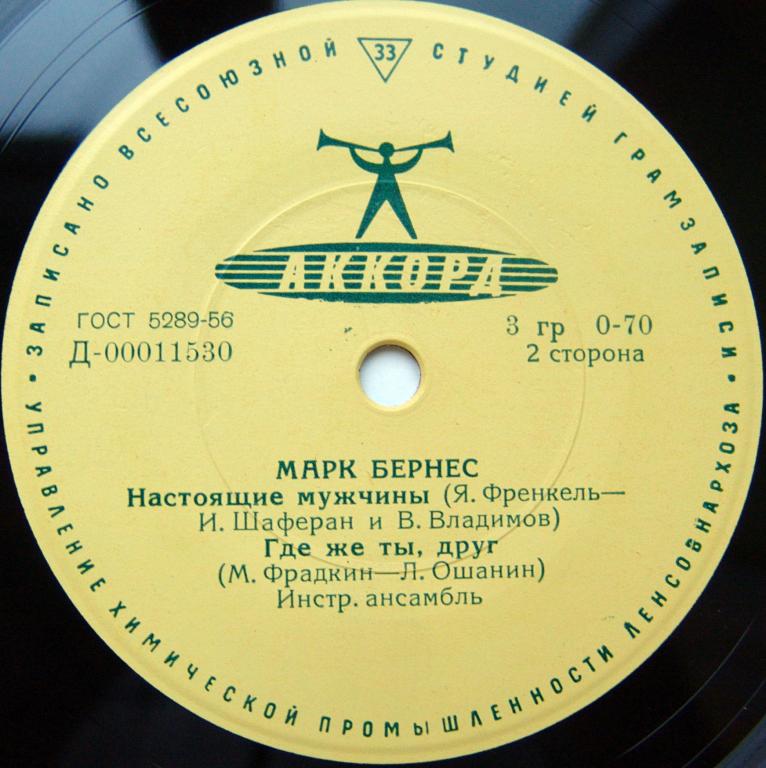 ЗАПИСАНО ВСЕСОЮЗНОЙ 33 СТУДИЕЙ ГРАМЗАПИСИ
АККОРД
ГОСТ 5289-56
Д-00011530
3 гр 0-70
2 сторона
МАРК БЕРНЕС
Настоящие мужчины (Я. Френкель—
И. Шаферан и В. Владимов)
Где же ты, друг
(М. Фрадкин—Л. Ошанин)
Инстр. ансамбль
• УПРАВЛЕНИЕ ХИМИЧЕСКОЙ ПРОМЫШЛЕННОСТИ ЛЕНСОВНАРХОЗА •